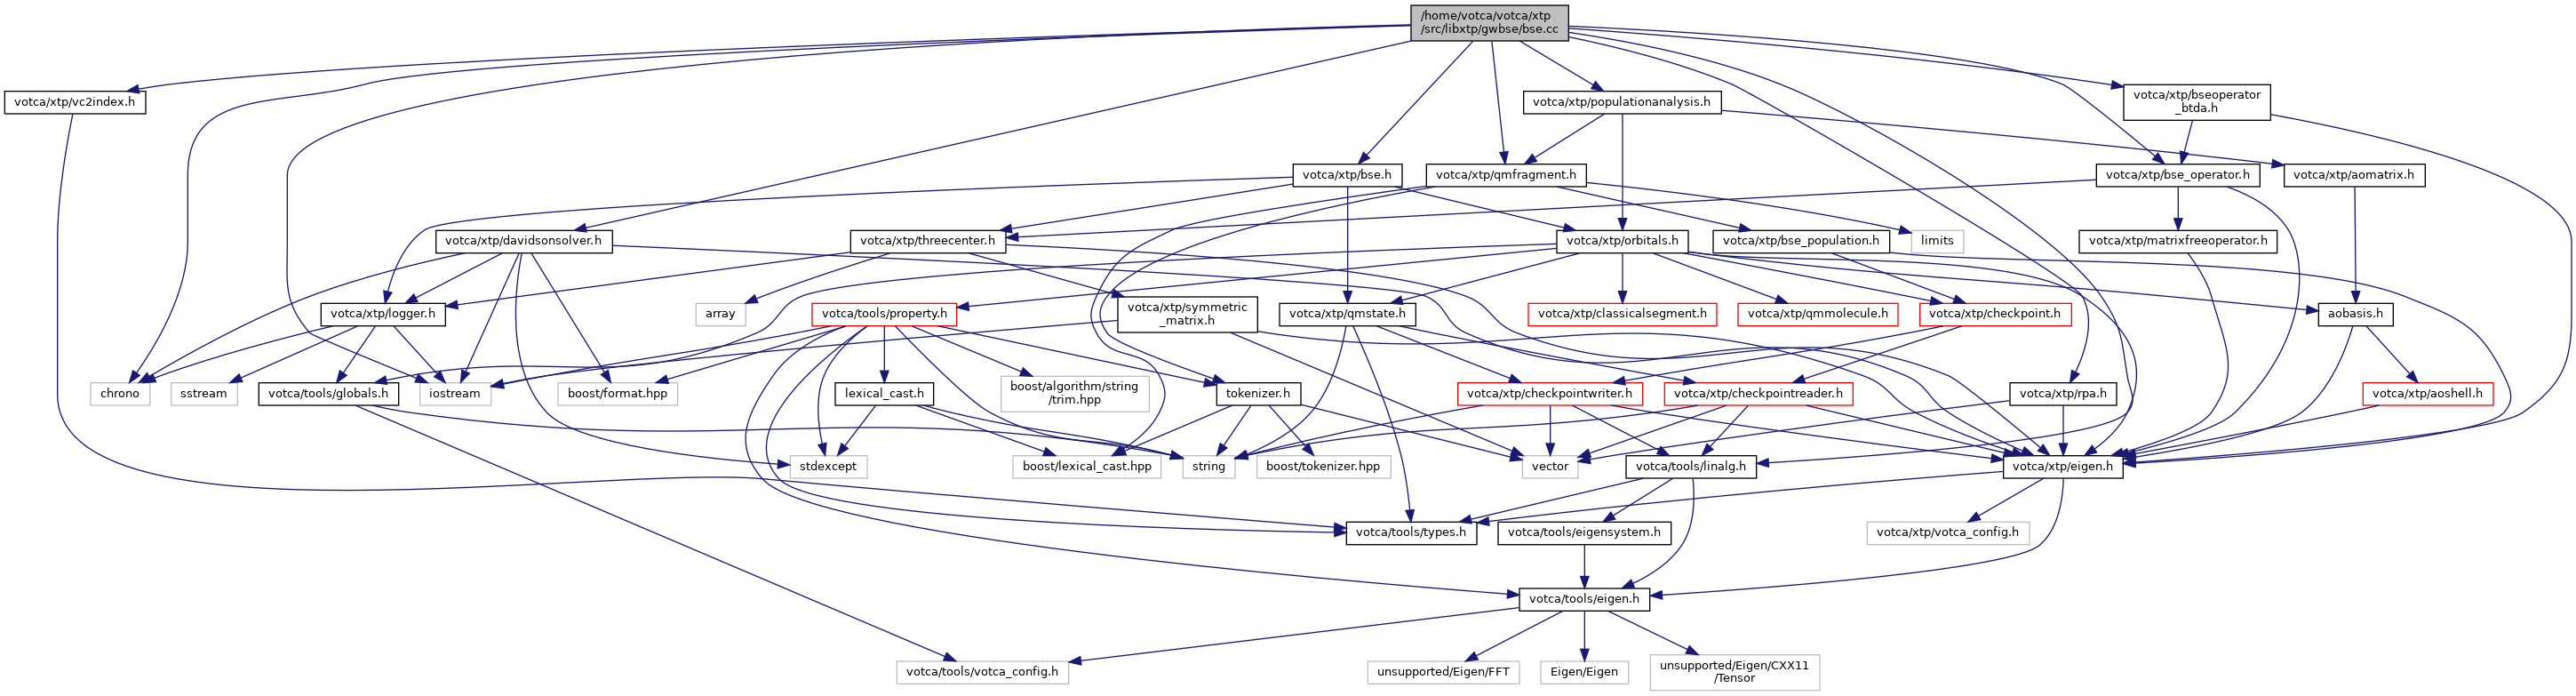 /home/votca/votca/xtp
/src/libxtp/gwbse/bse.cc
votca/xtp/vc2index.h
votca/xtp/populationanalysis.h
votca/xtp/bseoperator
_btda.h
votca/xtp/bse.h
votca/xtp/qmfragment.h
votca/xtp/bse_operator.h
votca/xtp/aomatrix.h
votca/xtp/davidsonsolver.h
votca/xtp/threecenter.h
votca/xtp/orbitals.h
votca/xtp/bse_population.h
limits
votca/xtp/matrixfreeoperator.h
votca/xtp/logger.h
array
votca/tools/property.h
votca/xtp/symmetric
_matrix.h
votca/xtp/qmstate.h
votca/xtp/classicalsegment.h
votca/xtp/qmmolecule.h
votca/xtp/checkpoint.h
aobasis.h
chrono
sstream
votca/tools/globals.h
iostream
boost/format.hpp
lexical_cast.h
boost/algorithm/string
/trim.hpp
tokenizer.h
votca/xtp/checkpointwriter.h
votca/xtp/checkpointreader.h
votca/xtp/rpa.h
votca/xtp/aoshell.h
stdexcept
boost/lexical_cast.hpp
string
boost/tokenizer.hpp
vector
votca/tools/linalg.h
votca/xtp/eigen.h
votca/tools/types.h
votca/tools/eigensystem.h
votca/xtp/votca_config.h
votca/tools/eigen.h
votca/tools/votca_config.h
unsupported/Eigen/FFT
Eigen/Eigen
unsupported/Eigen/CXX11
/Tensor